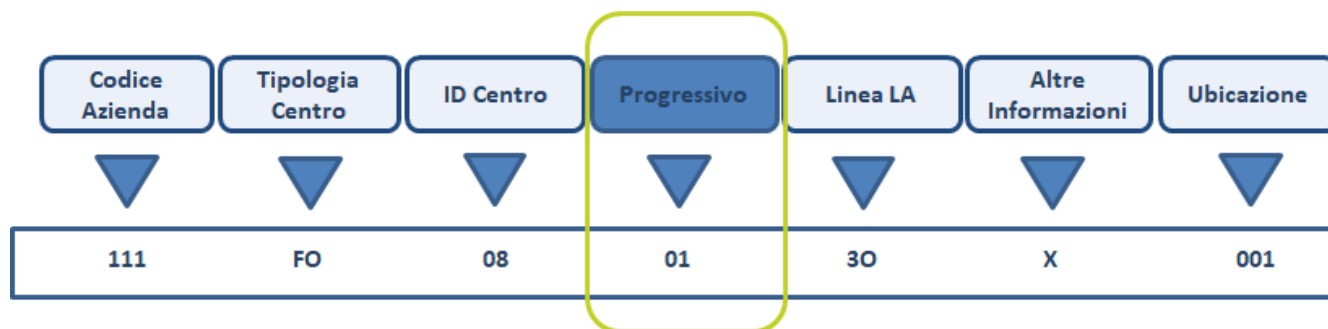 Codice
Azienda
Tipologia
Centro
ID Centro
Progressivo
Linea LA
Altre
Informazioni
Ubicazione
111 FO 08 01 3O X 001